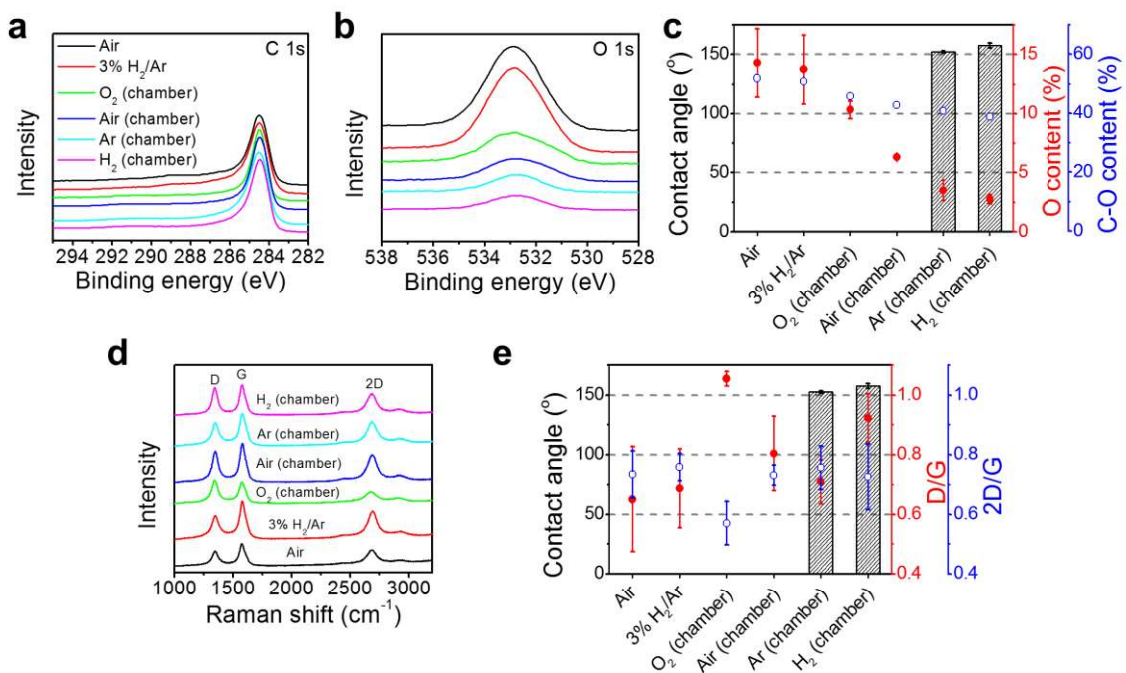 a
C 1s
Air
3% H₂/Ar
O₂ (chamber)
Air (chamber)
Ar (chamber)
H₂ (chamber)
Intensity
294 292 290 288 286 284 282
Binding energy (eV)
b
O 1s
Intensity
538 536 534 532 530 528
Binding energy (eV)
c
150
100
50
0
Contact angle (°)
15
10
5
0
O content (%)
60
40
20
0
C-O content (%)
Air
3% H₂/Ar
O₂ (chamber)
Air (chamber)
Ar (chamber)
H₂ (chamber)
d
D
G
2D
H₂ (chamber)
Ar (chamber)
Air (chamber)
O₂ (chamber)
3% H₂/Ar
Air
Intensity
1000 1500 2000 2500 3000
Raman shift (cm⁻¹)
e
150
100
50
0
Contact angle (°)
1.0
0.8
0.6
0.4
D/G
1.0
0.8
0.6
0.4
2D/G
Air
3% H₂/Ar
O₂ (chamber)
Air (chamber)
Ar (chamber)
H₂ (chamber)